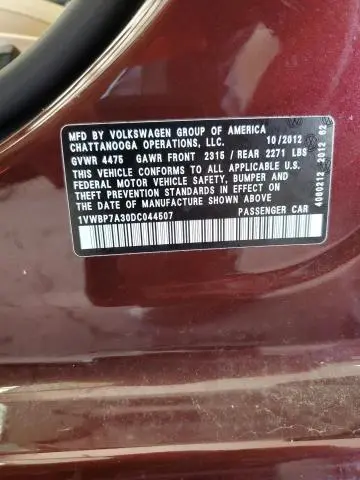 MFD BY VOLKSWAGEN GROUP OF AMERICA
CHATTANOOGA OPERATIONS, LLC. 10/2012
GVWR 4475 GAWR FRONT 2315 / REAR 2271 LBS
THIS VEHICLE CONFORMS TO ALL APPLICABLE U.S.
FEDERAL MOTOR VEHICLE SAFETY, BUMPER AND
THEFT PREVENTION STANDARDS IN EFFECT ON THE
DATE OF MANUFACTURE SHOWN ABOVE.
1VWBP7A30DC044507 PASSENGER CAR
4080212 2012 62